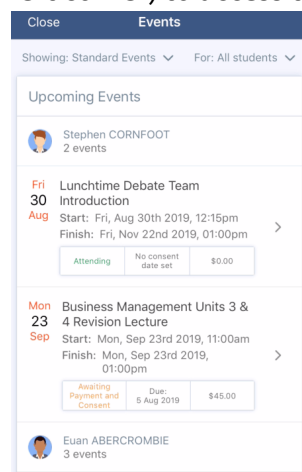 Close Events
Showing: Standard Events For: All students
Upcoming Events
Stephen CORNFOOT
2 events
Fri
30
Aug
Lunchtime Debate Team
Introduction
Start: Fri, Aug 30th 2019, 12:15pm
Finish: Fri, Nov 22nd 2019, 01:00pm
Attending
No consent
date set
$0.00
Mon
23
Sep
Business Management Units 3 &
4 Revision Lecture
Start: Mon, Sep 23rd 2019, 11:00am
Finish: Mon, Sep 23rd 2019,
01:00pm
Awaiting
Payment and
Consent
Due:
5 Aug 2019
$45.00
Euan ABERCROMBIE
3 events